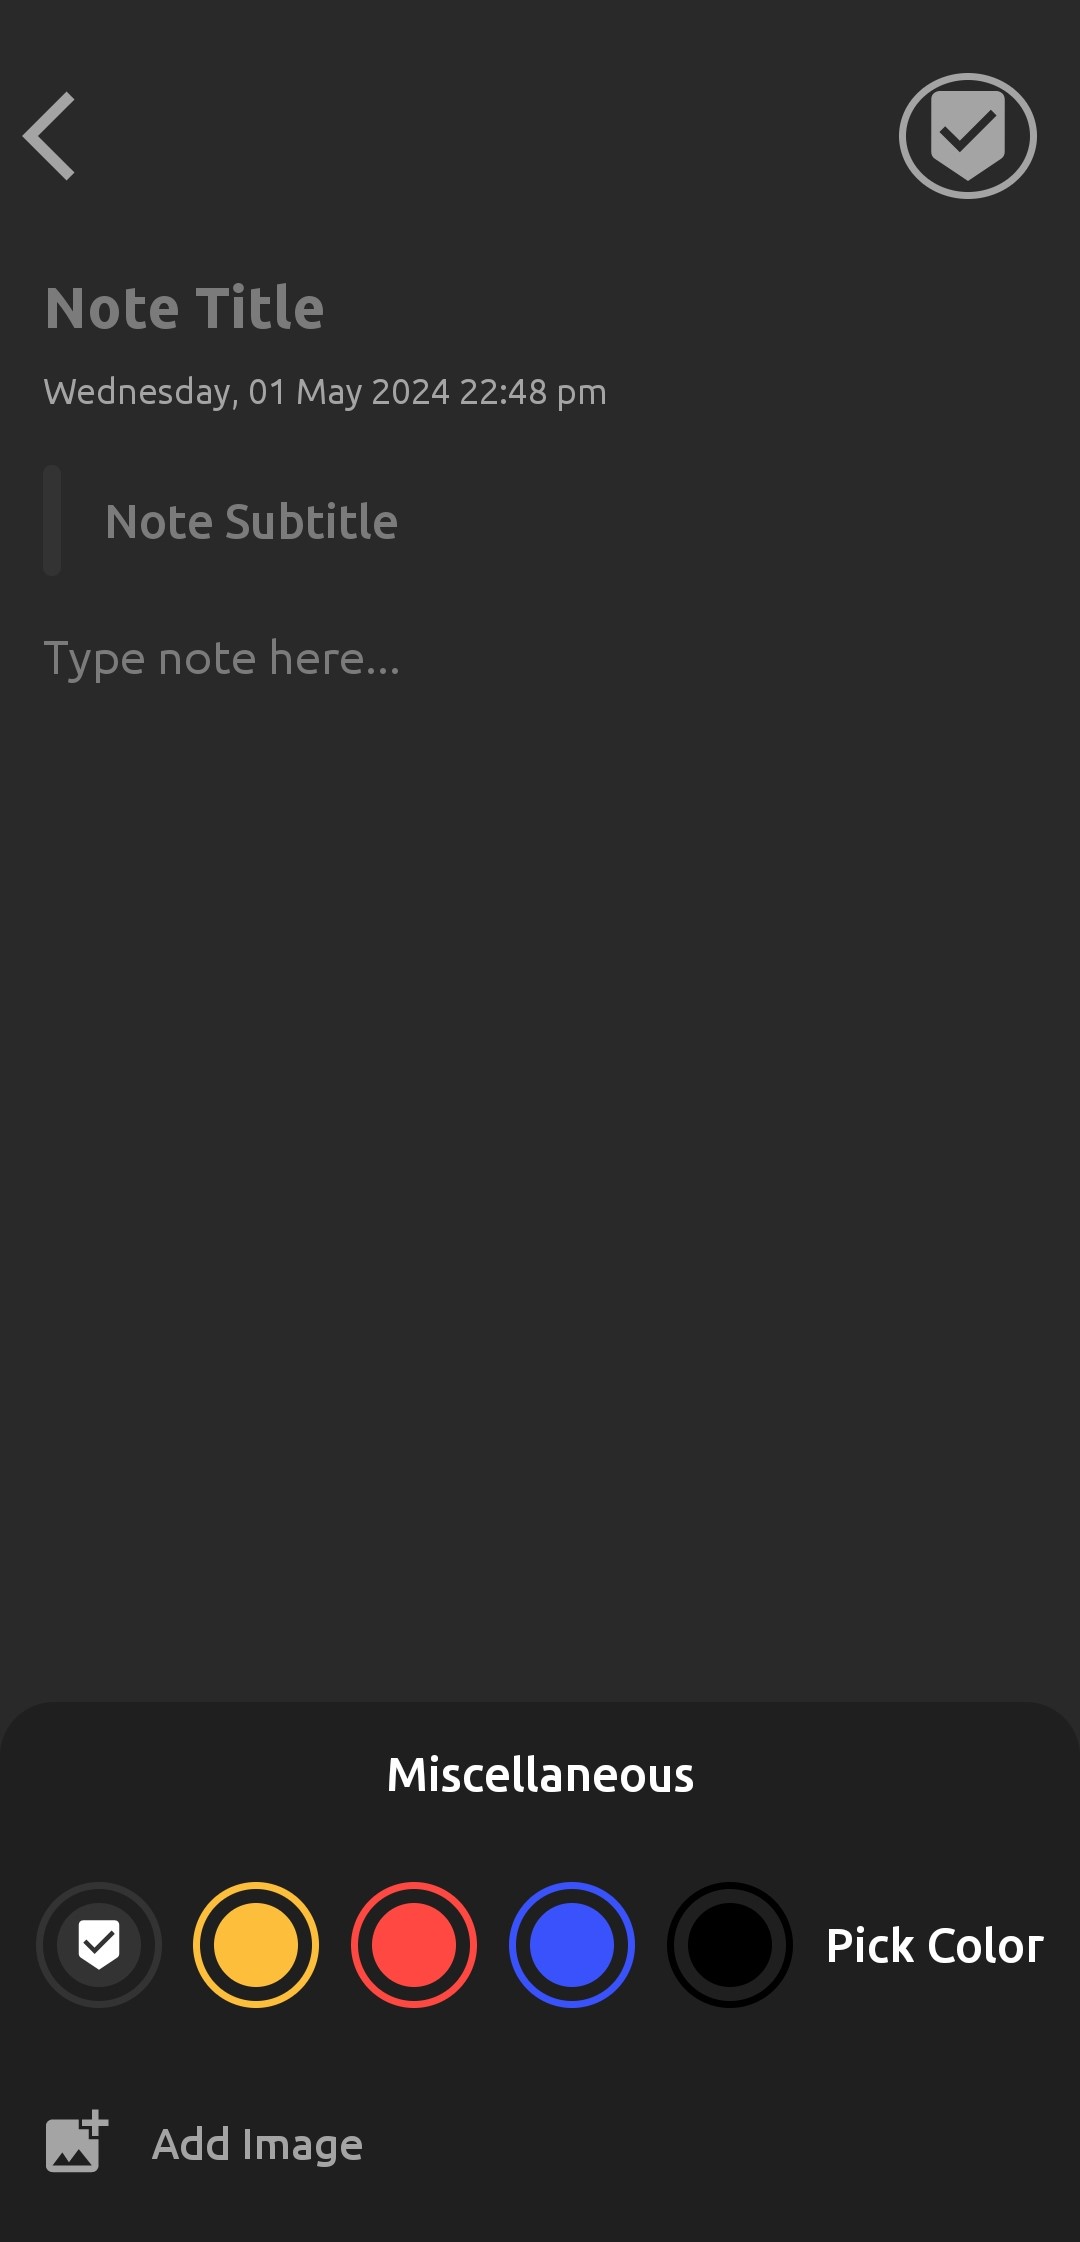 Note Title
Wednesday, 01 May 2024 22:48 pm
Note Subtitle
Type note here...
Miscellaneous
Pick Color
Add Image